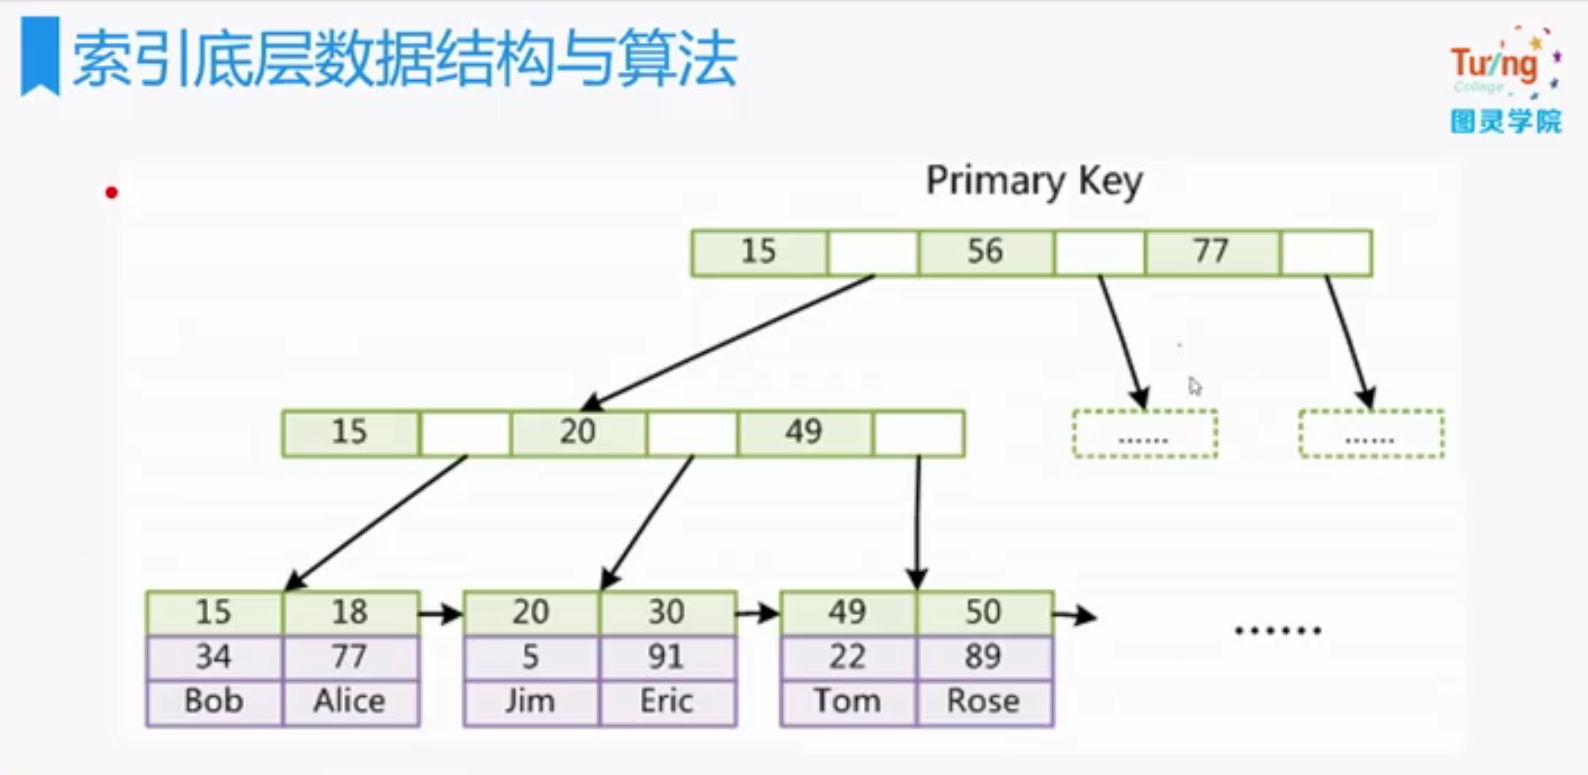 索引底层数据结构与算法
Turing
College
图灵学院
Primary Key
15 56 77
15 20 49
......
......
15 18
34 77
Bob Alice
20 30
5 91
Jim Eric
49 50
22 89
Tom Rose
......